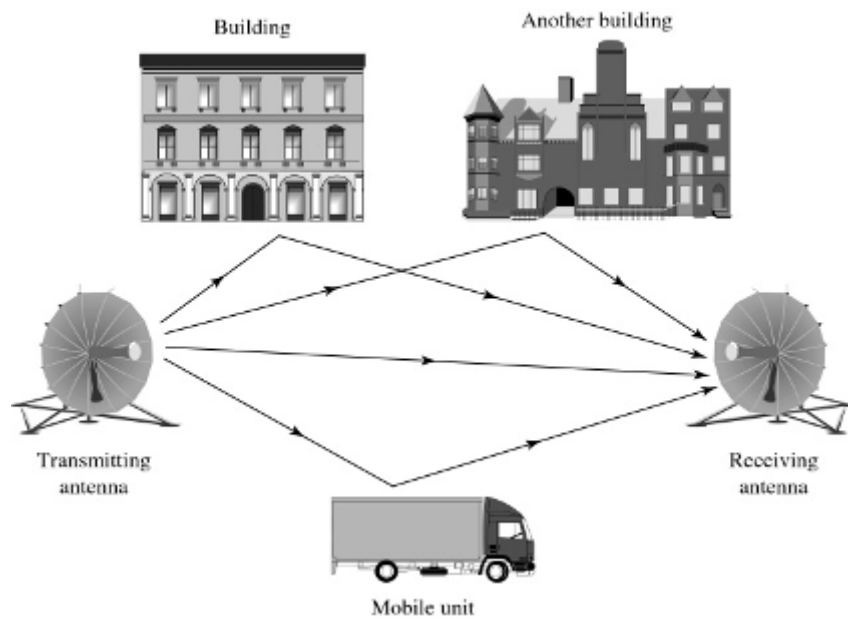 Building
Another building
Transmitting
antenna
Receiving
antenna
Mobile unit